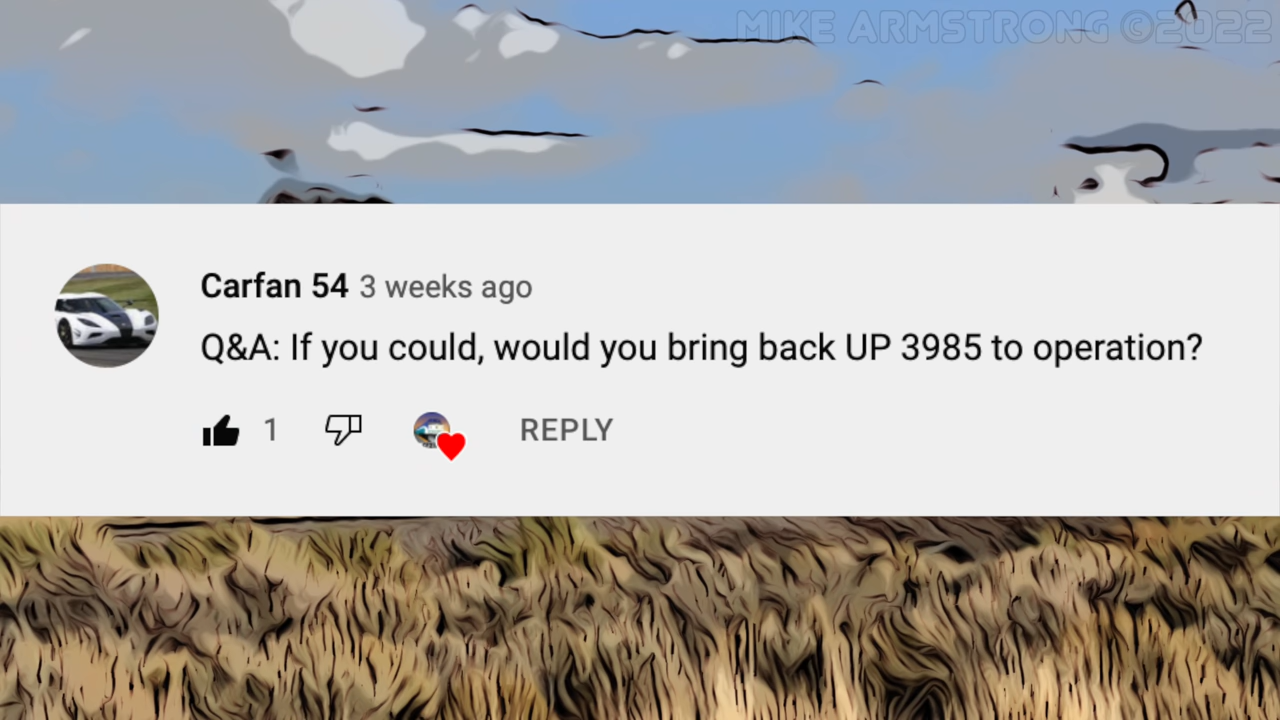 MIKE ARMSTRONG ©2022
Carfan 54 3 weeks ago
Q&A: If you could, would you bring back UP 3985 to operation?
1 REPLY